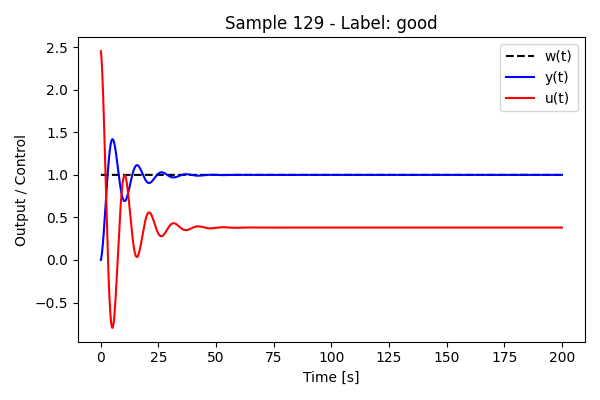 Sample 129 - Label: good
w(t)
y(t)
u(t)
Output / Control
2.5
2.0
1.5
1.0
0.5
0.0
−0.5
0 25 50 75 100 125 150 175 200
Time [s]